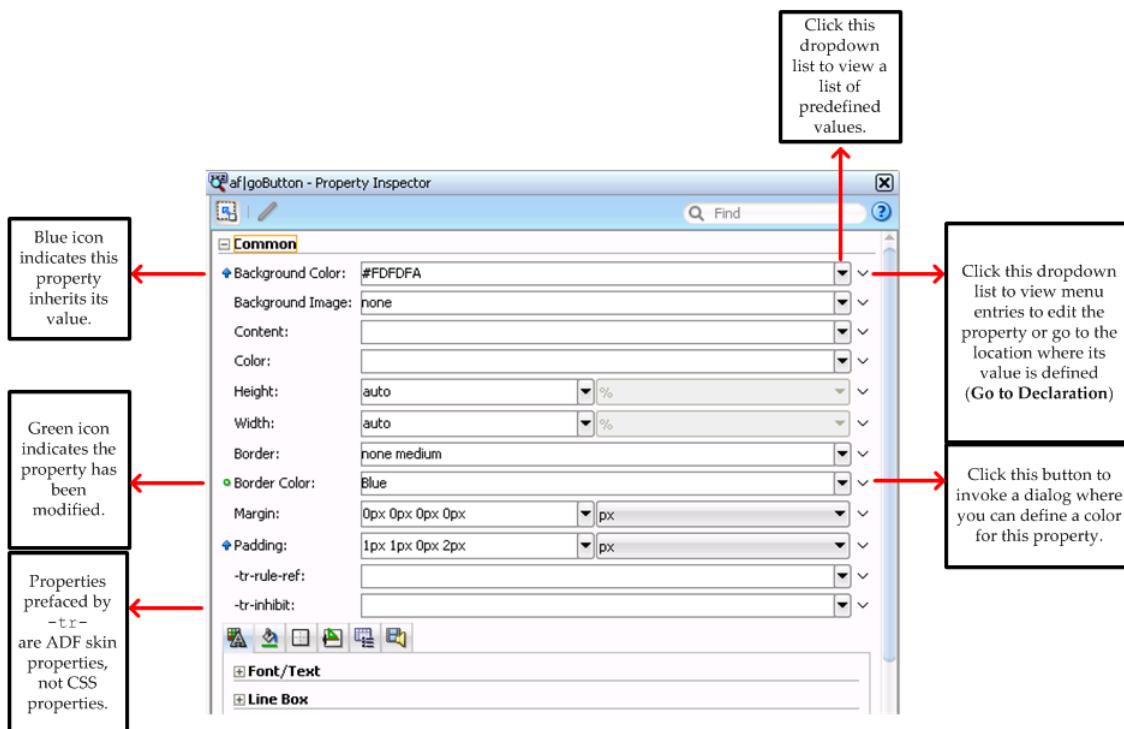 Click this
dropdown
list to view a
list of
predefined
values.
af|goButton - Property Inspector
Find
Blue icon
indicates this
property
inherits its
value.
Common
Background Color: #FDFDFA
Background Image: none
Content:
Color:
Height: auto %
Width: auto %
Border: none medium
Border Color: Blue
Margin: 0px 0px 0px 0px px
Padding: 1px 1px 0px 2px px
-tr-rule-ref:
-tr-inhibit:
Font/Text
Line Box
Click this dropdown
list to view menu
entries to edit the
property or go to the
location where its
value is defined
(Go to Declaration)
Green icon
indicates the
property has
been
modified.
Click this button to
invoke a dialog where
you can define a color
for this property.
Properties
prefaced by
-tr-
are ADF skin
properties,
not CSS
properties.